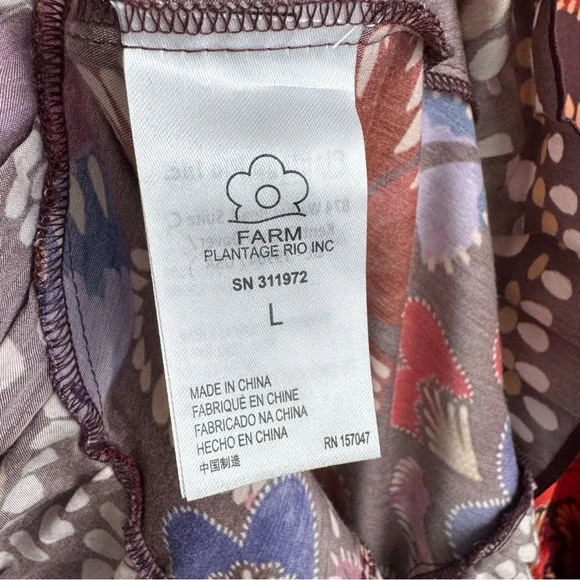 FARM
PLANTAGE RIO INC
SN 311972
L
MADE IN CHINA
FABRIQUÉ EN CHINE
FABRICADO NA CHINA
HECHO EN CHINA
中国制造
RN 157047